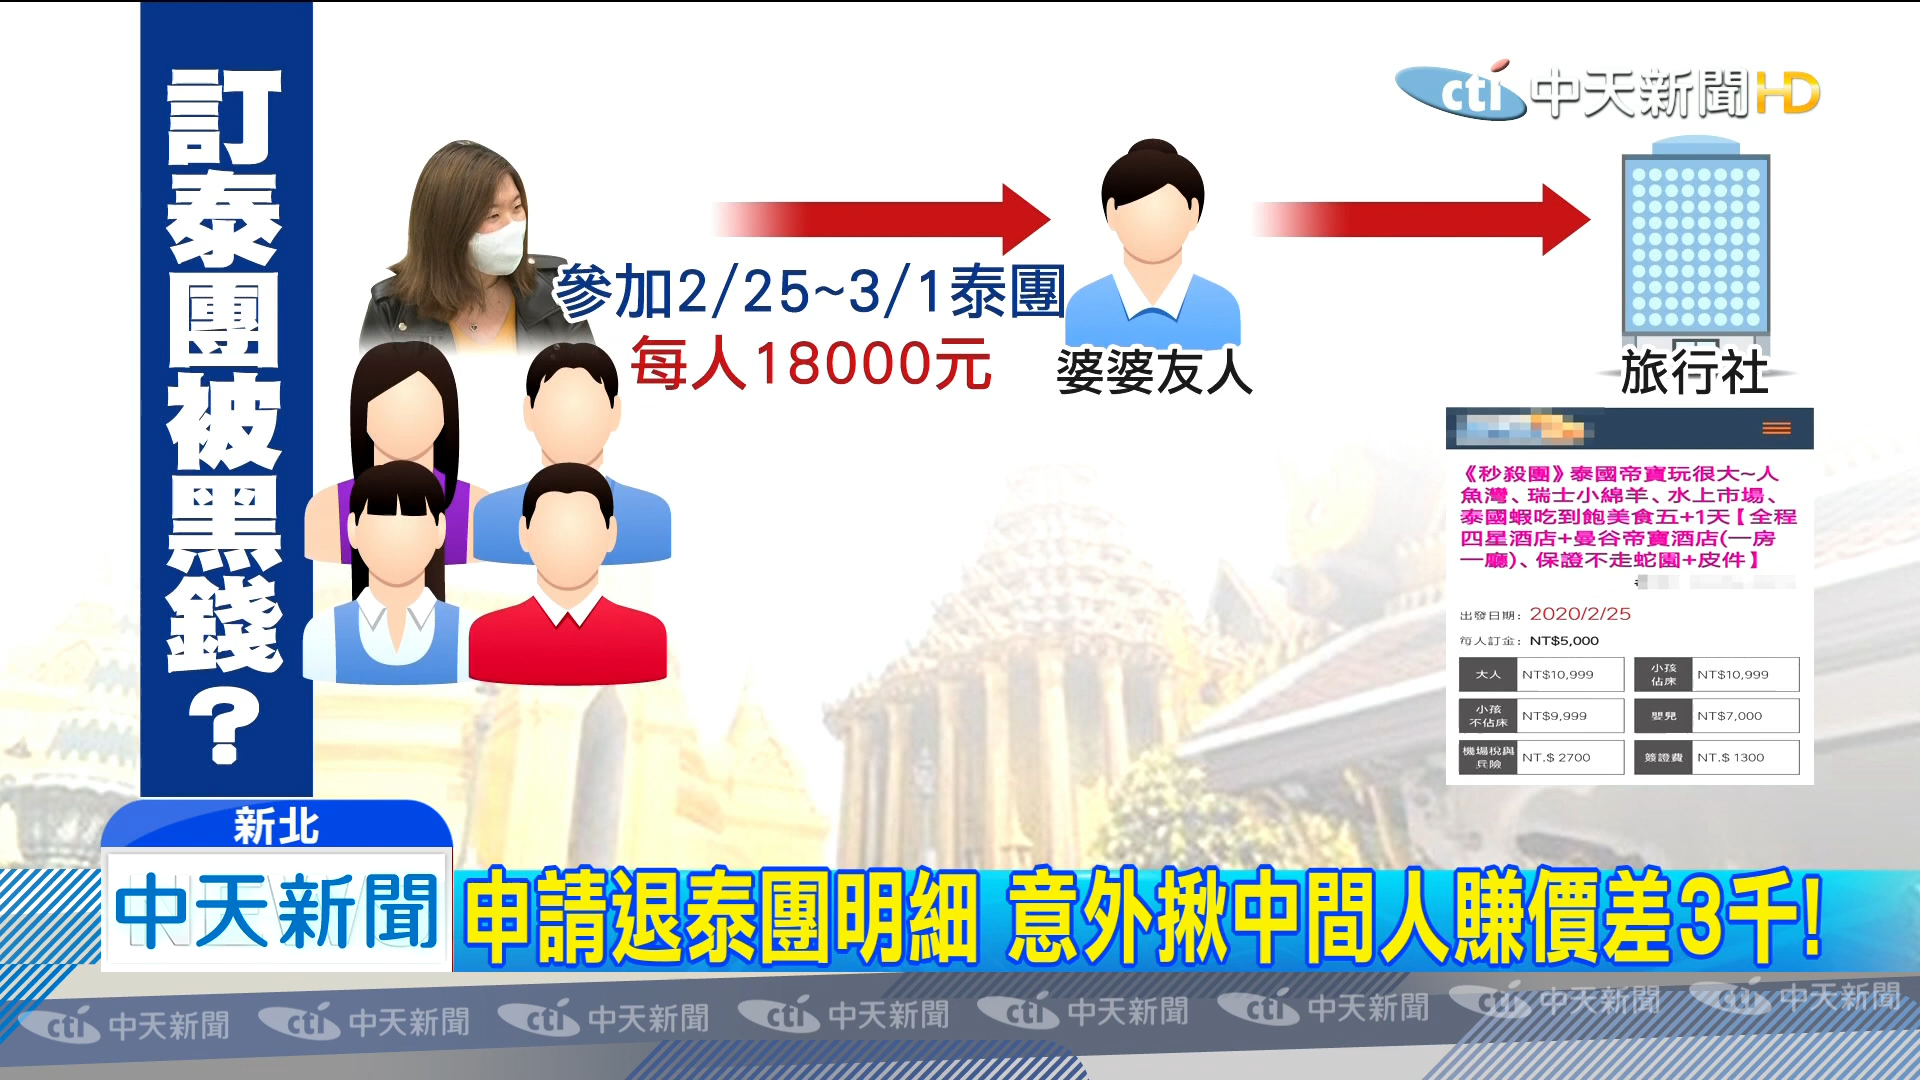 訂泰團被黑錢?
cti 中天新聞HD
參加2/25~3/1泰團
每人18000元
婆婆友人
旅行社
《秒殺團》泰國帝寶玩很大~人
魚灣、瑞士小綿羊、水上市場、
泰國蝦吃到飽美食五+1天【全程
四星酒店+曼谷帝寶酒店(一房
一廳)、保證不走蛇園+皮件】
出發日期: 2020/2/25
每人訂金: NT$5,000
大人 NT$10,999
小孩佔床 NT$10,999
小孩不佔床 NT$9,999
嬰兒 NT$7,000
機場稅與兵險 NT.$ 2700
簽證費 NT.$ 1300
新北
中天新聞
申請退泰團明細 意外揪中間人賺價差3千!
cti 中天新聞 cti 中天新聞 cti 中天新聞 cti 中天新聞 cti 中天新聞 cti 中天新聞 cti 中天新聞 cti 中天新聞